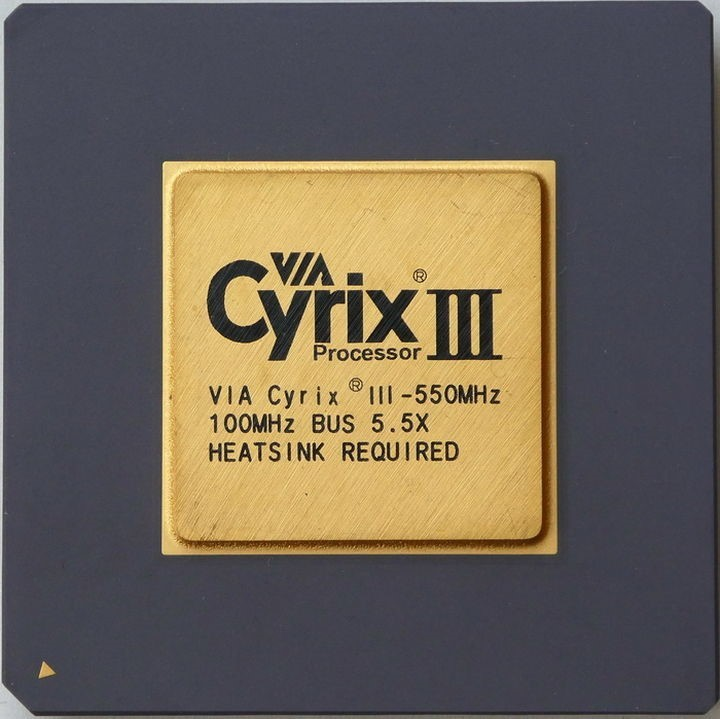 VIA
Cyrix® III
Processor
VIA Cyrix® III-550MHz
100MHz BUS 5.5X
HEATSINK REQUIRED